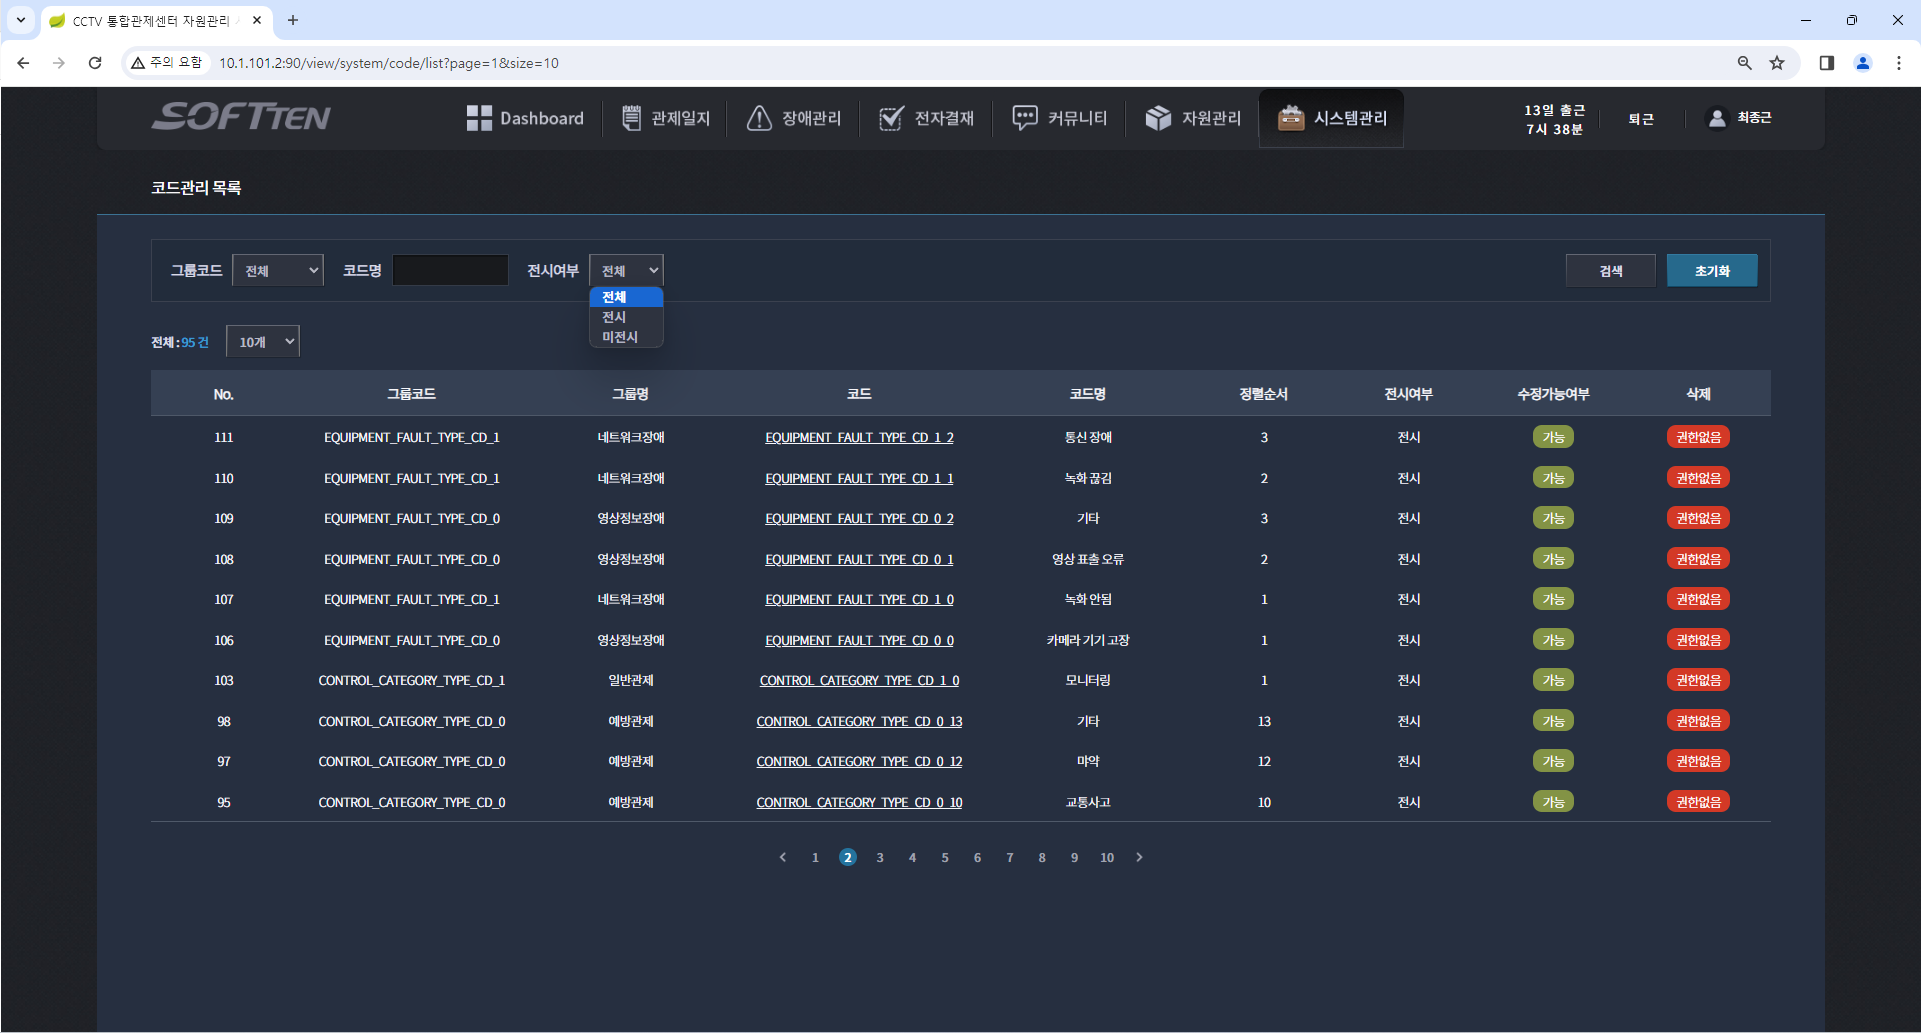 CCTV 통합관제센터 자원관리
주의 요함
10.1.101.2:90/view/system/code/list?page=1&size=10
SOFTTEN
Dashboard
관제일지
장애관리
전자결재
커뮤니티
자원관리
시스템관리
13일 출근
7시 38분
퇴근
최종근
코드관리 목록
그룹코드 전체 코드명 전시여부 전체 검색 초기화
전체
전시
미전시
전체 : 95 건 10개
No. 그룹코드 그룹명 코드 코드명 정렬순서 전시여부 수정가능여부 삭제
111 EQUIPMENT_FAULT_TYPE_CD_1 네트워크장애 EQUIPMENT_FAULT_TYPE_CD_1_2 통신 장애 3 전시 가능 권한없음
110 EQUIPMENT_FAULT_TYPE_CD_1 네트워크장애 EQUIPMENT_FAULT_TYPE_CD_1_1 녹화 끊김 2 전시 가능 권한없음
109 EQUIPMENT_FAULT_TYPE_CD_0 영상정보장애 EQUIPMENT_FAULT_TYPE_CD_0_2 기타 3 전시 가능 권한없음
108 EQUIPMENT_FAULT_TYPE_CD_0 영상정보장애 EQUIPMENT_FAULT_TYPE_CD_0_1 영상 표출 오류 2 전시 가능 권한없음
107 EQUIPMENT_FAULT_TYPE_CD_1 네트워크장애 EQUIPMENT_FAULT_TYPE_CD_1_0 녹화 안됨 1 전시 가능 권한없음
106 EQUIPMENT_FAULT_TYPE_CD_0 영상정보장애 EQUIPMENT_FAULT_TYPE_CD_0_0 카메라 기기 고장 1 전시 가능 권한없음
103 CONTROL_CATEGORY_TYPE_CD_1 일반관제 CONTROL_CATEGORY_TYPE_CD_1_0 모니터링 1 전시 가능 권한없음
98 CONTROL_CATEGORY_TYPE_CD_0 예방관제 CONTROL_CATEGORY_TYPE_CD_0_13 기타 13 전시 가능 권한없음
97 CONTROL_CATEGORY_TYPE_CD_0 예방관제 CONTROL_CATEGORY_TYPE_CD_0_12 마약 12 전시 가능 권한없음
95 CONTROL_CATEGORY_TYPE_CD_0 예방관제 CONTROL_CATEGORY_TYPE_CD_0_10 교통사고 10 전시 가능 권한없음
1 2 3 4 5 6 7 8 9 10